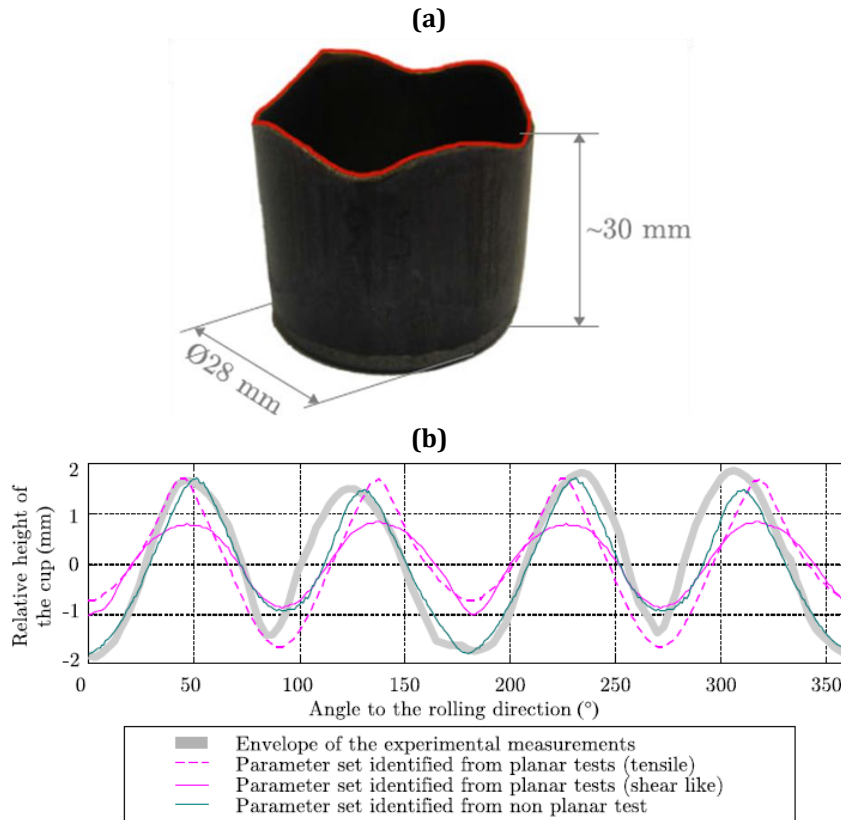 (a)
~30 mm
Ø28 mm
(b)
Relative height of
the cup (mm)
2
1
0
-1
-2
0 50 100 150 200 250 300 350
Angle to the rolling direction (°)
Envelope of the experimental measurements
Parameter set identified from planar tests (tensile)
Parameter set identified from planar tests (shear like)
Parameter set identified from non planar test